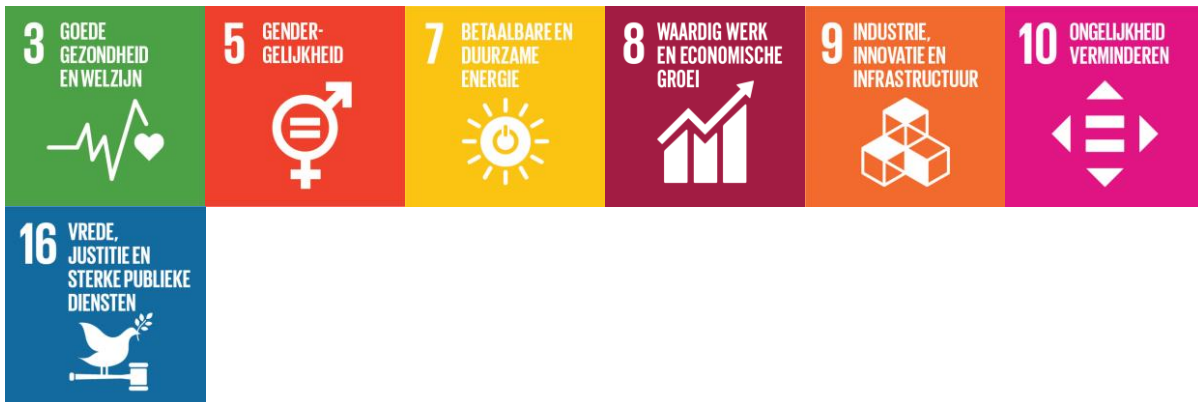 3 GOEDE
GEZONDHEID
EN WELZIJN
5 GENDER-
GELIJKHEID
7 BETAALBARE EN
DUURZAME
ENERGIE
8 WAARDIG WERK
EN ECONOMISCHE
GROEI
9 INDUSTRIE,
INNOVATIE EN
INFRASTRUCTUUR
10 ONGELIJKHEID
VERMINDEREN
16 VREDE,
JUSTITIE EN
STERKE PUBLIEKE
DIENSTEN